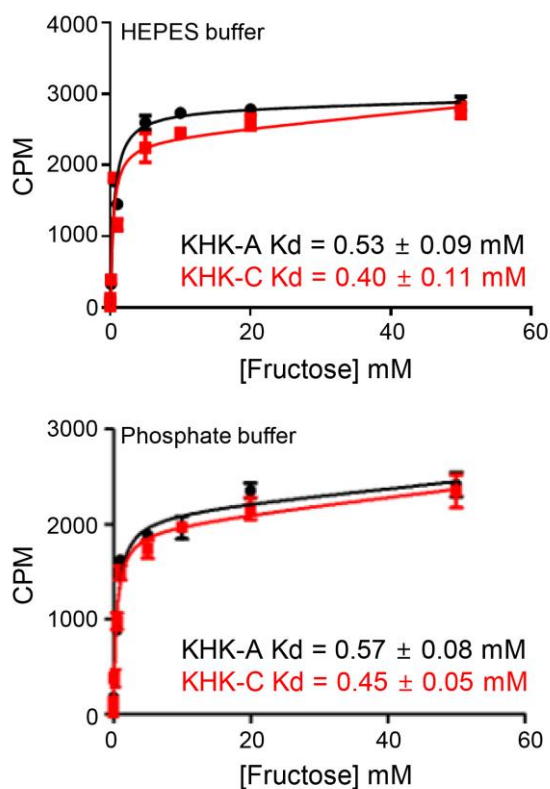 HEPES buffer
4000
3000
2000
1000
0
CPM
KHK-A Kd = 0.53 ± 0.09 mM
KHK-C Kd = 0.40 ± 0.11 mM
0 20 40 60
[Fructose] mM
Phosphate buffer
3000
2000
1000
0
CPM
KHK-A Kd = 0.57 ± 0.08 mM
KHK-C Kd = 0.45 ± 0.05 mM
0 20 40 60
[Fructose] mM